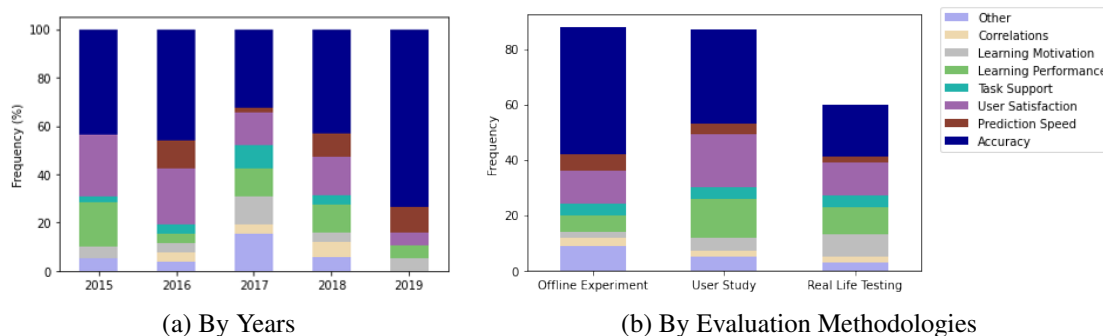 100
80
60
40
20
0
Frequency (%)
2015 2016 2017 2018 2019
(a) By Years
80
60
40
20
0
Frequency
Offline Experiment User Study Real Life Testing
(b) By Evaluation Methodologies
Other
Correlations
Learning Motivation
Learning Performance
Task Support
User Satisfaction
Prediction Speed
Accuracy